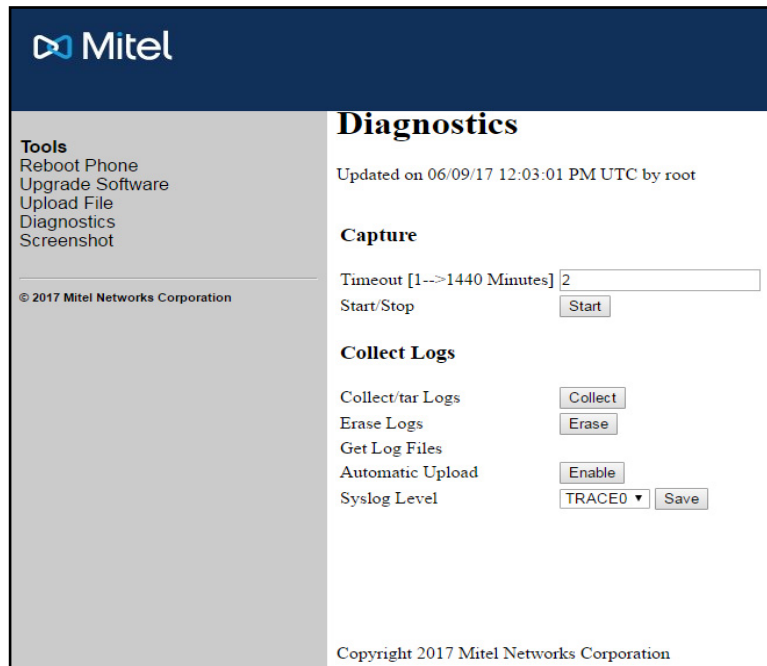 Mitel
Tools
Reboot Phone
Upgrade Software
Upload File
Diagnostics
Screenshot
© 2017 Mitel Networks Corporation
Diagnostics
Updated on 06/09/17 12:03:01 PM UTC by root
Capture
Timeout [1-->1440 Minutes] 2
Start/Stop Start
Collect Logs
Collect/tar Logs Collect
Erase Logs Erase
Get Log Files
Automatic Upload Enable
Syslog Level TRACE0 Save
Copyright 2017 Mitel Networks Corporation